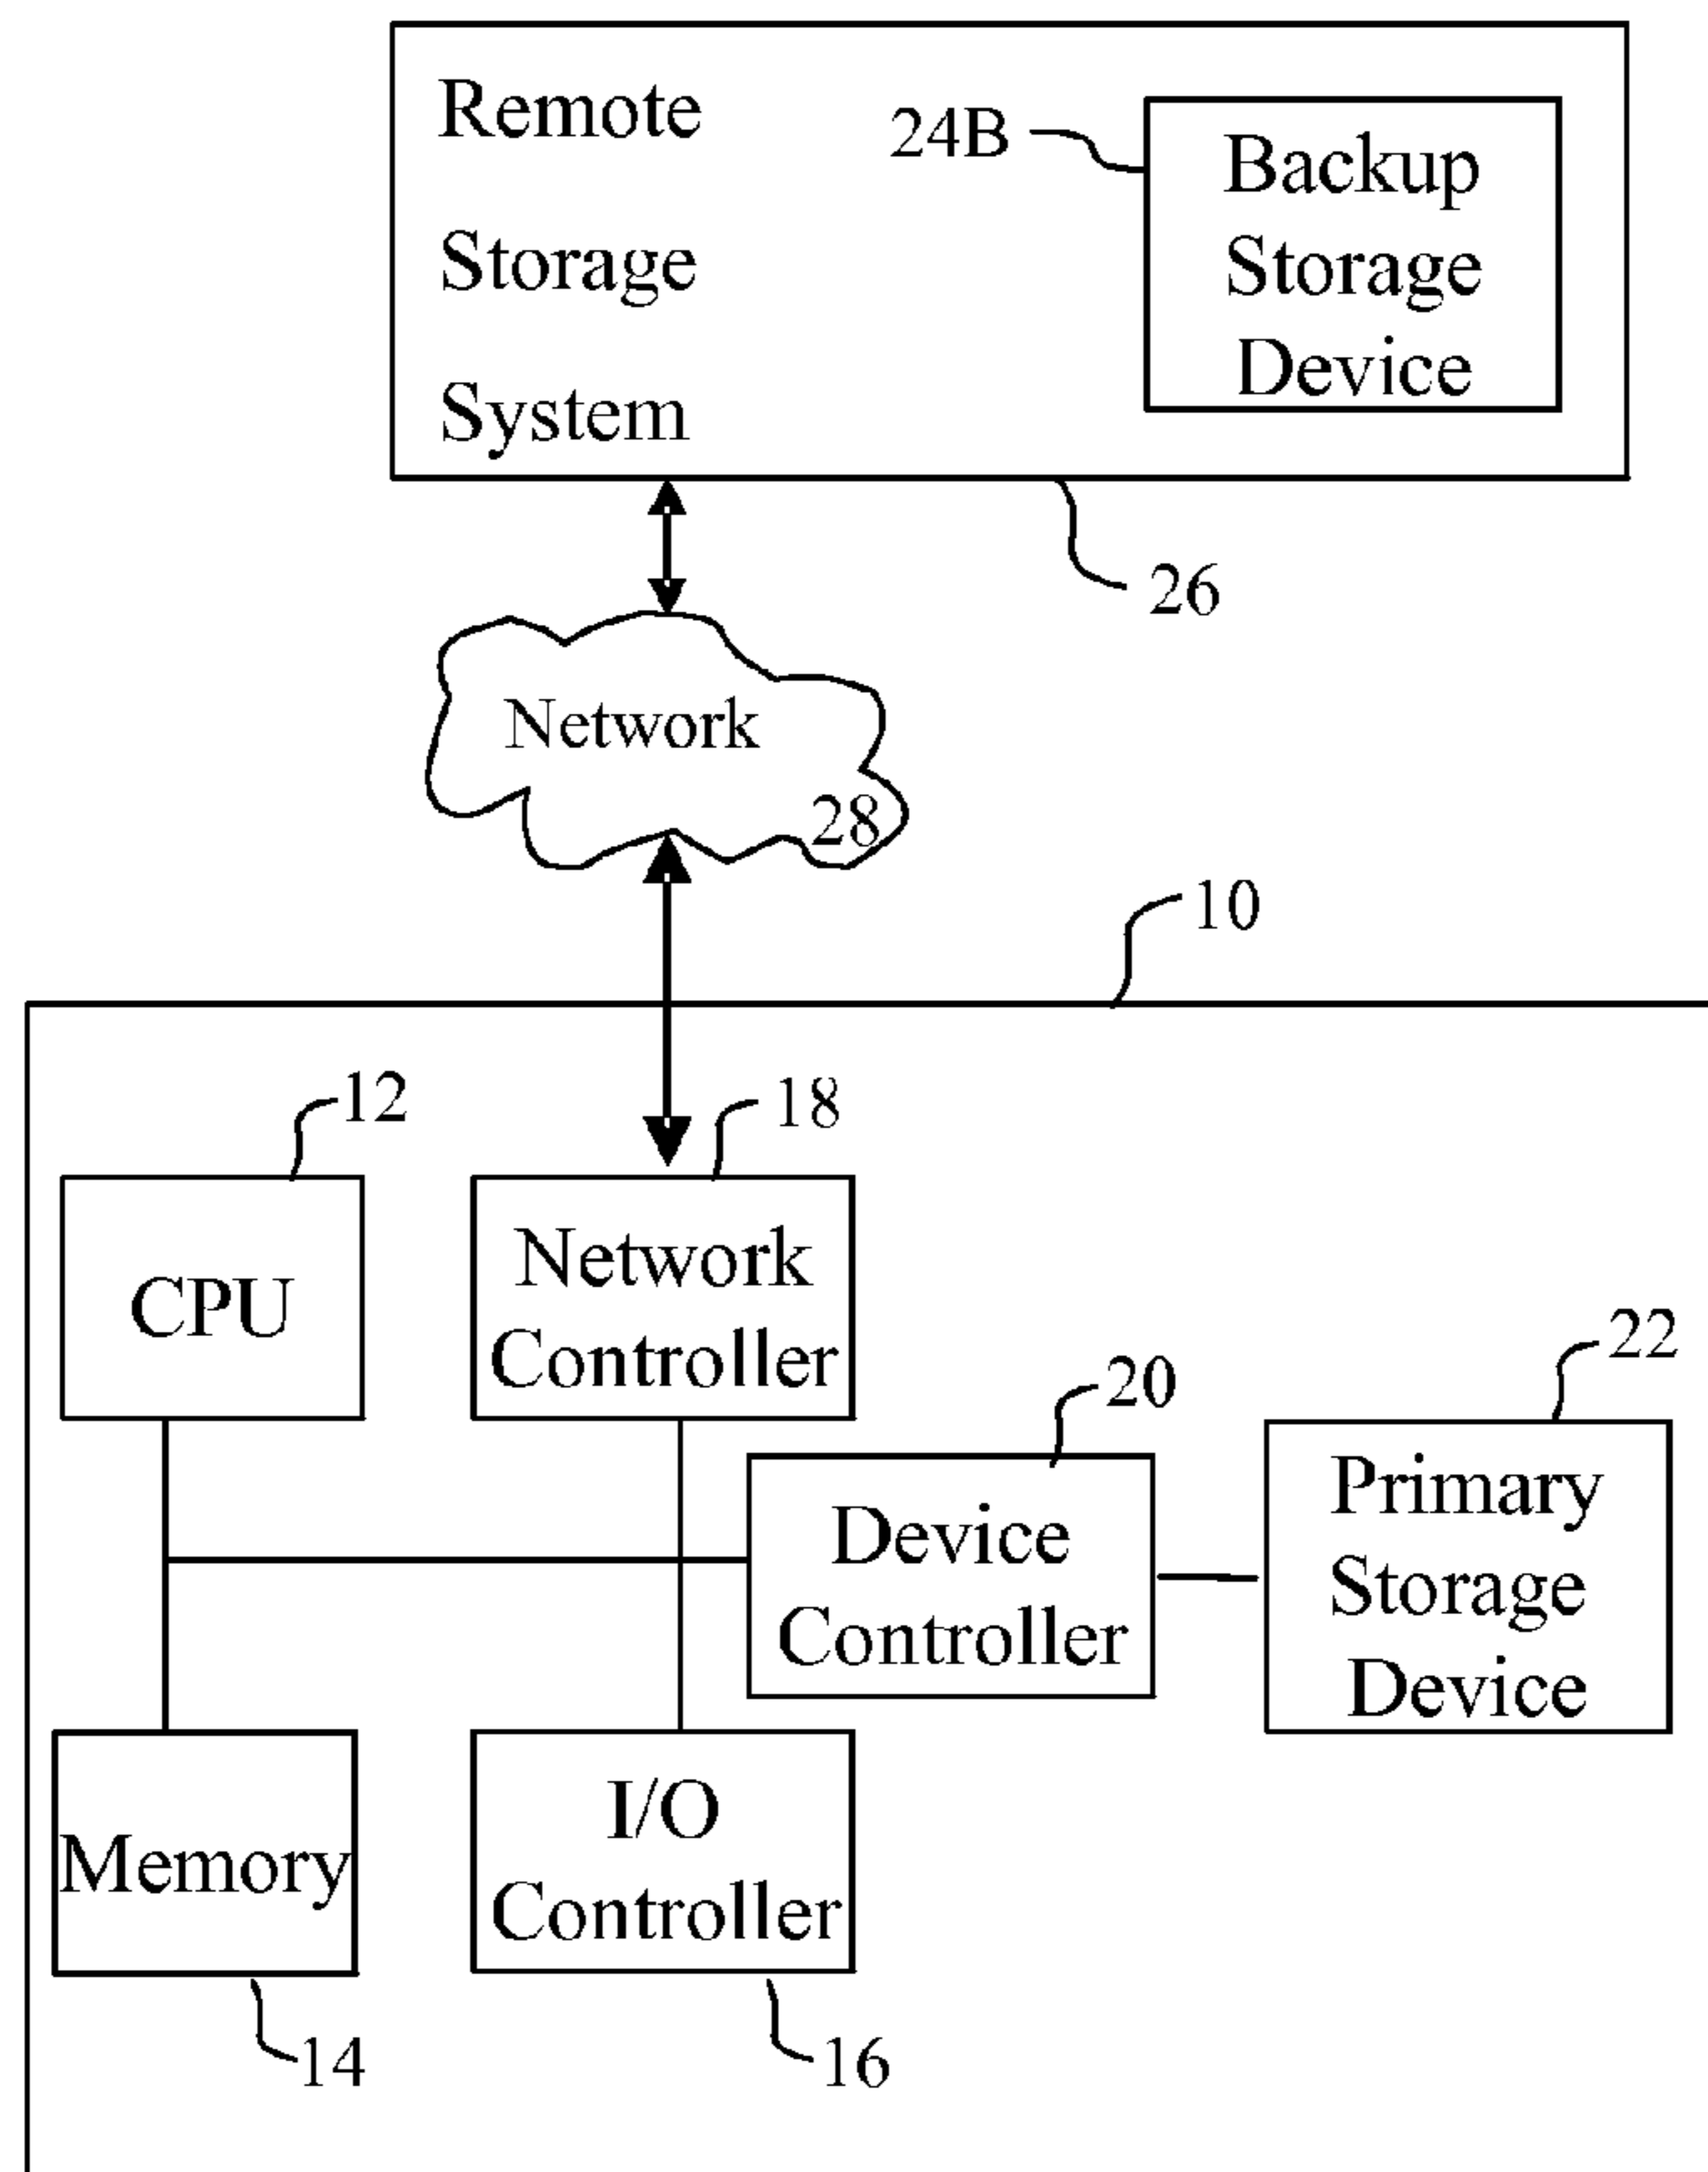 Remote
Storage
System
24B
Backup
Storage
Device
26
Network
28
10
12
18
CPU
Network
Controller
20
22
Device
Controller
Primary
Storage
Device
Memory
I/O
Controller
14
16